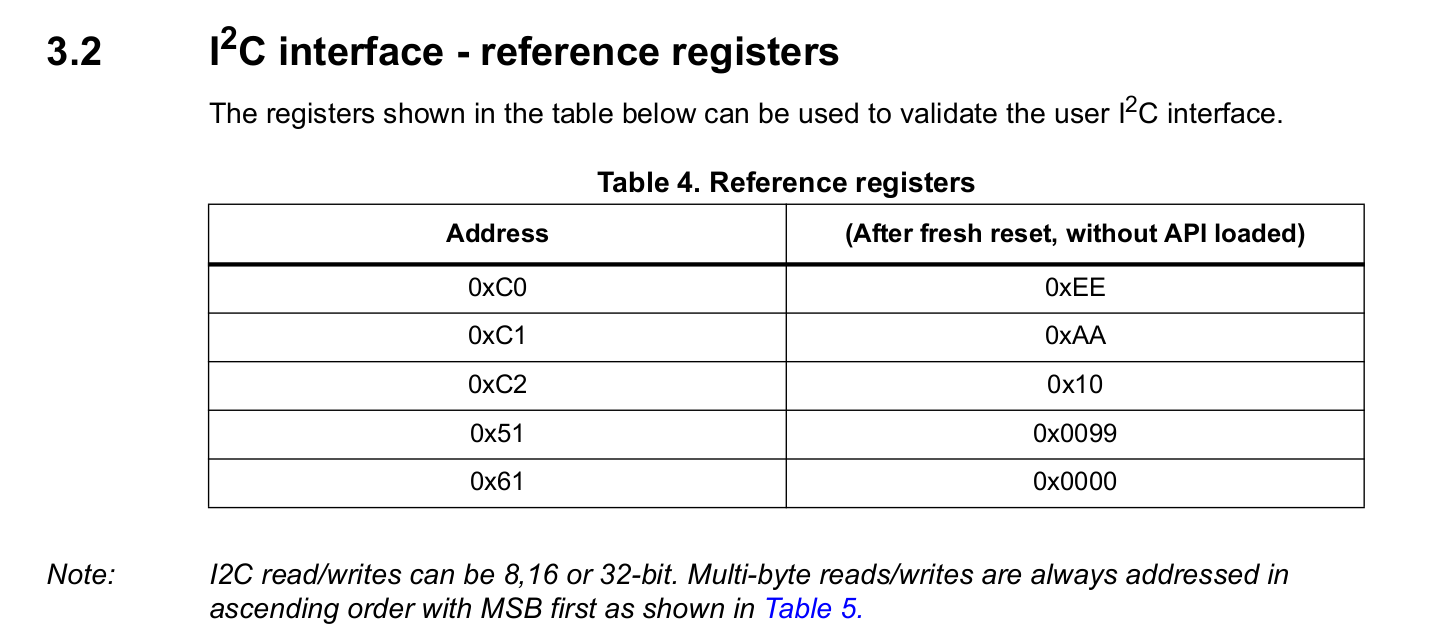 3.2 I²C interface - reference registers
The registers shown in the table below can be used to validate the user I²C interface.
Table 4. Reference registers
Address (After fresh reset, without API loaded)
0xC0 0xEE
0xC1 0xAA
0xC2 0x10
0x51 0x0099
0x61 0x0000
Note: I2C read/writes can be 8,16 or 32-bit. Multi-byte reads/writes are always addressed in
ascending order with MSB first as shown in Table 5.